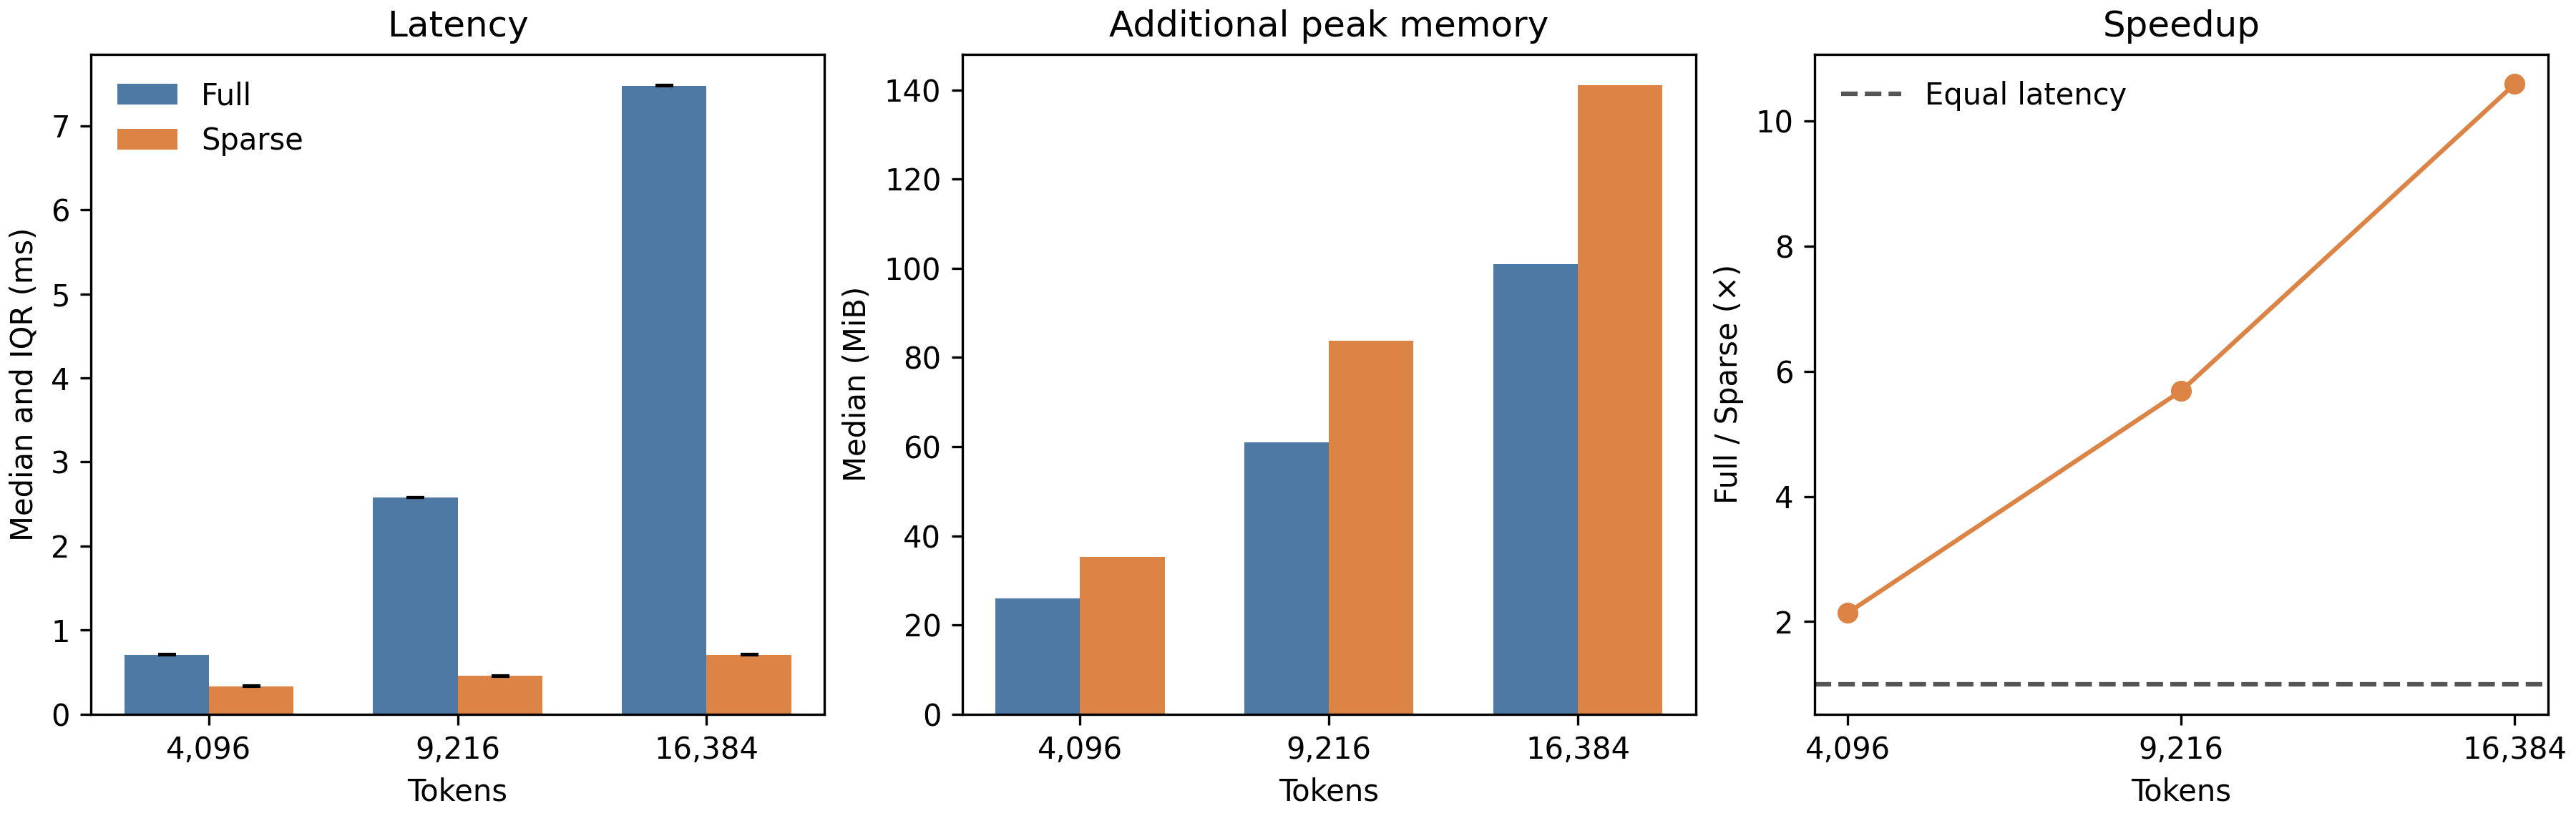 Latency
Full
Sparse
Median and IQR (ms)
7
6
5
4
3
2
1
0
4,096 9,216 16,384
Tokens
Additional peak memory
Median (MiB)
140
120
100
80
60
40
20
0
4,096 9,216 16,384
Tokens
Speedup
Equal latency
Full / Sparse (×)
10
8
6
4
2
4,096 9,216 16,384
Tokens